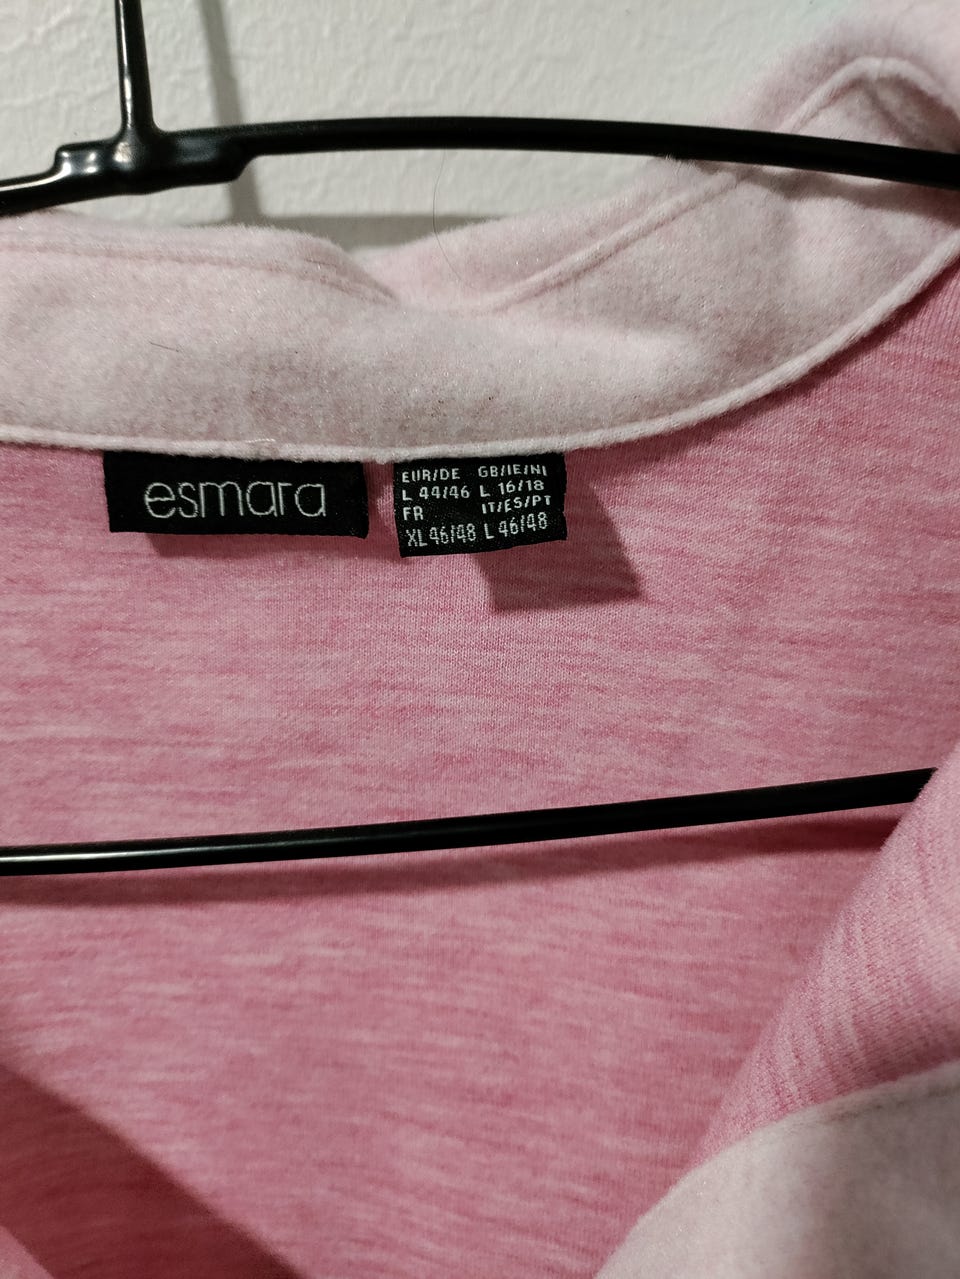 esmara
EUR/DE GB/IE/NI
L 44/46 L 16/18
FR IT/ES/PT
XL 46/48 L 46/48